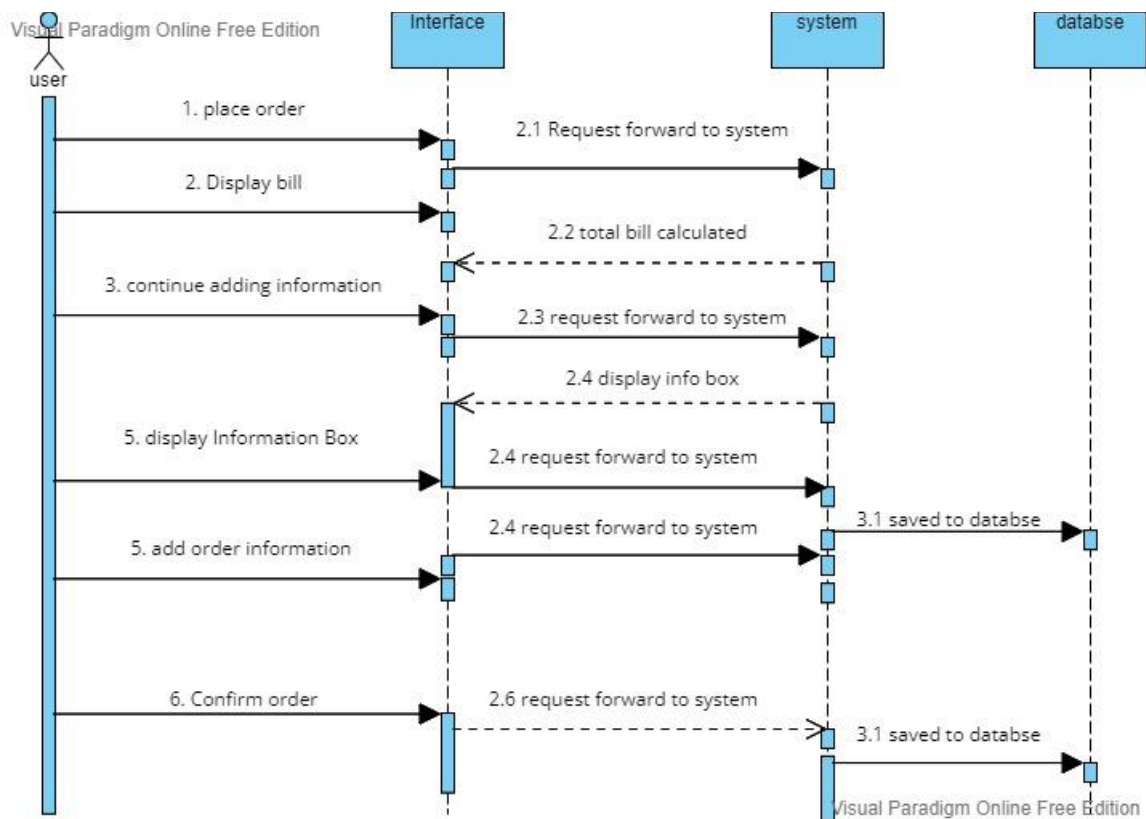 Interface
system
databse
Visual Paradigm Online Free Edition
user
1. place order
2.1 Request forward to system
2. Display bill
2.2 total bill calculated
3. continue adding information
2.3 request forward to system
2.4 display info box
5. display Information Box
2.4 request forward to system
2.4 request forward to system
3.1 saved to databse
5. add order information
6. Confirm order
2.6 request forward to system
3.1 saved to databse
Visual Paradigm Online Free Edition